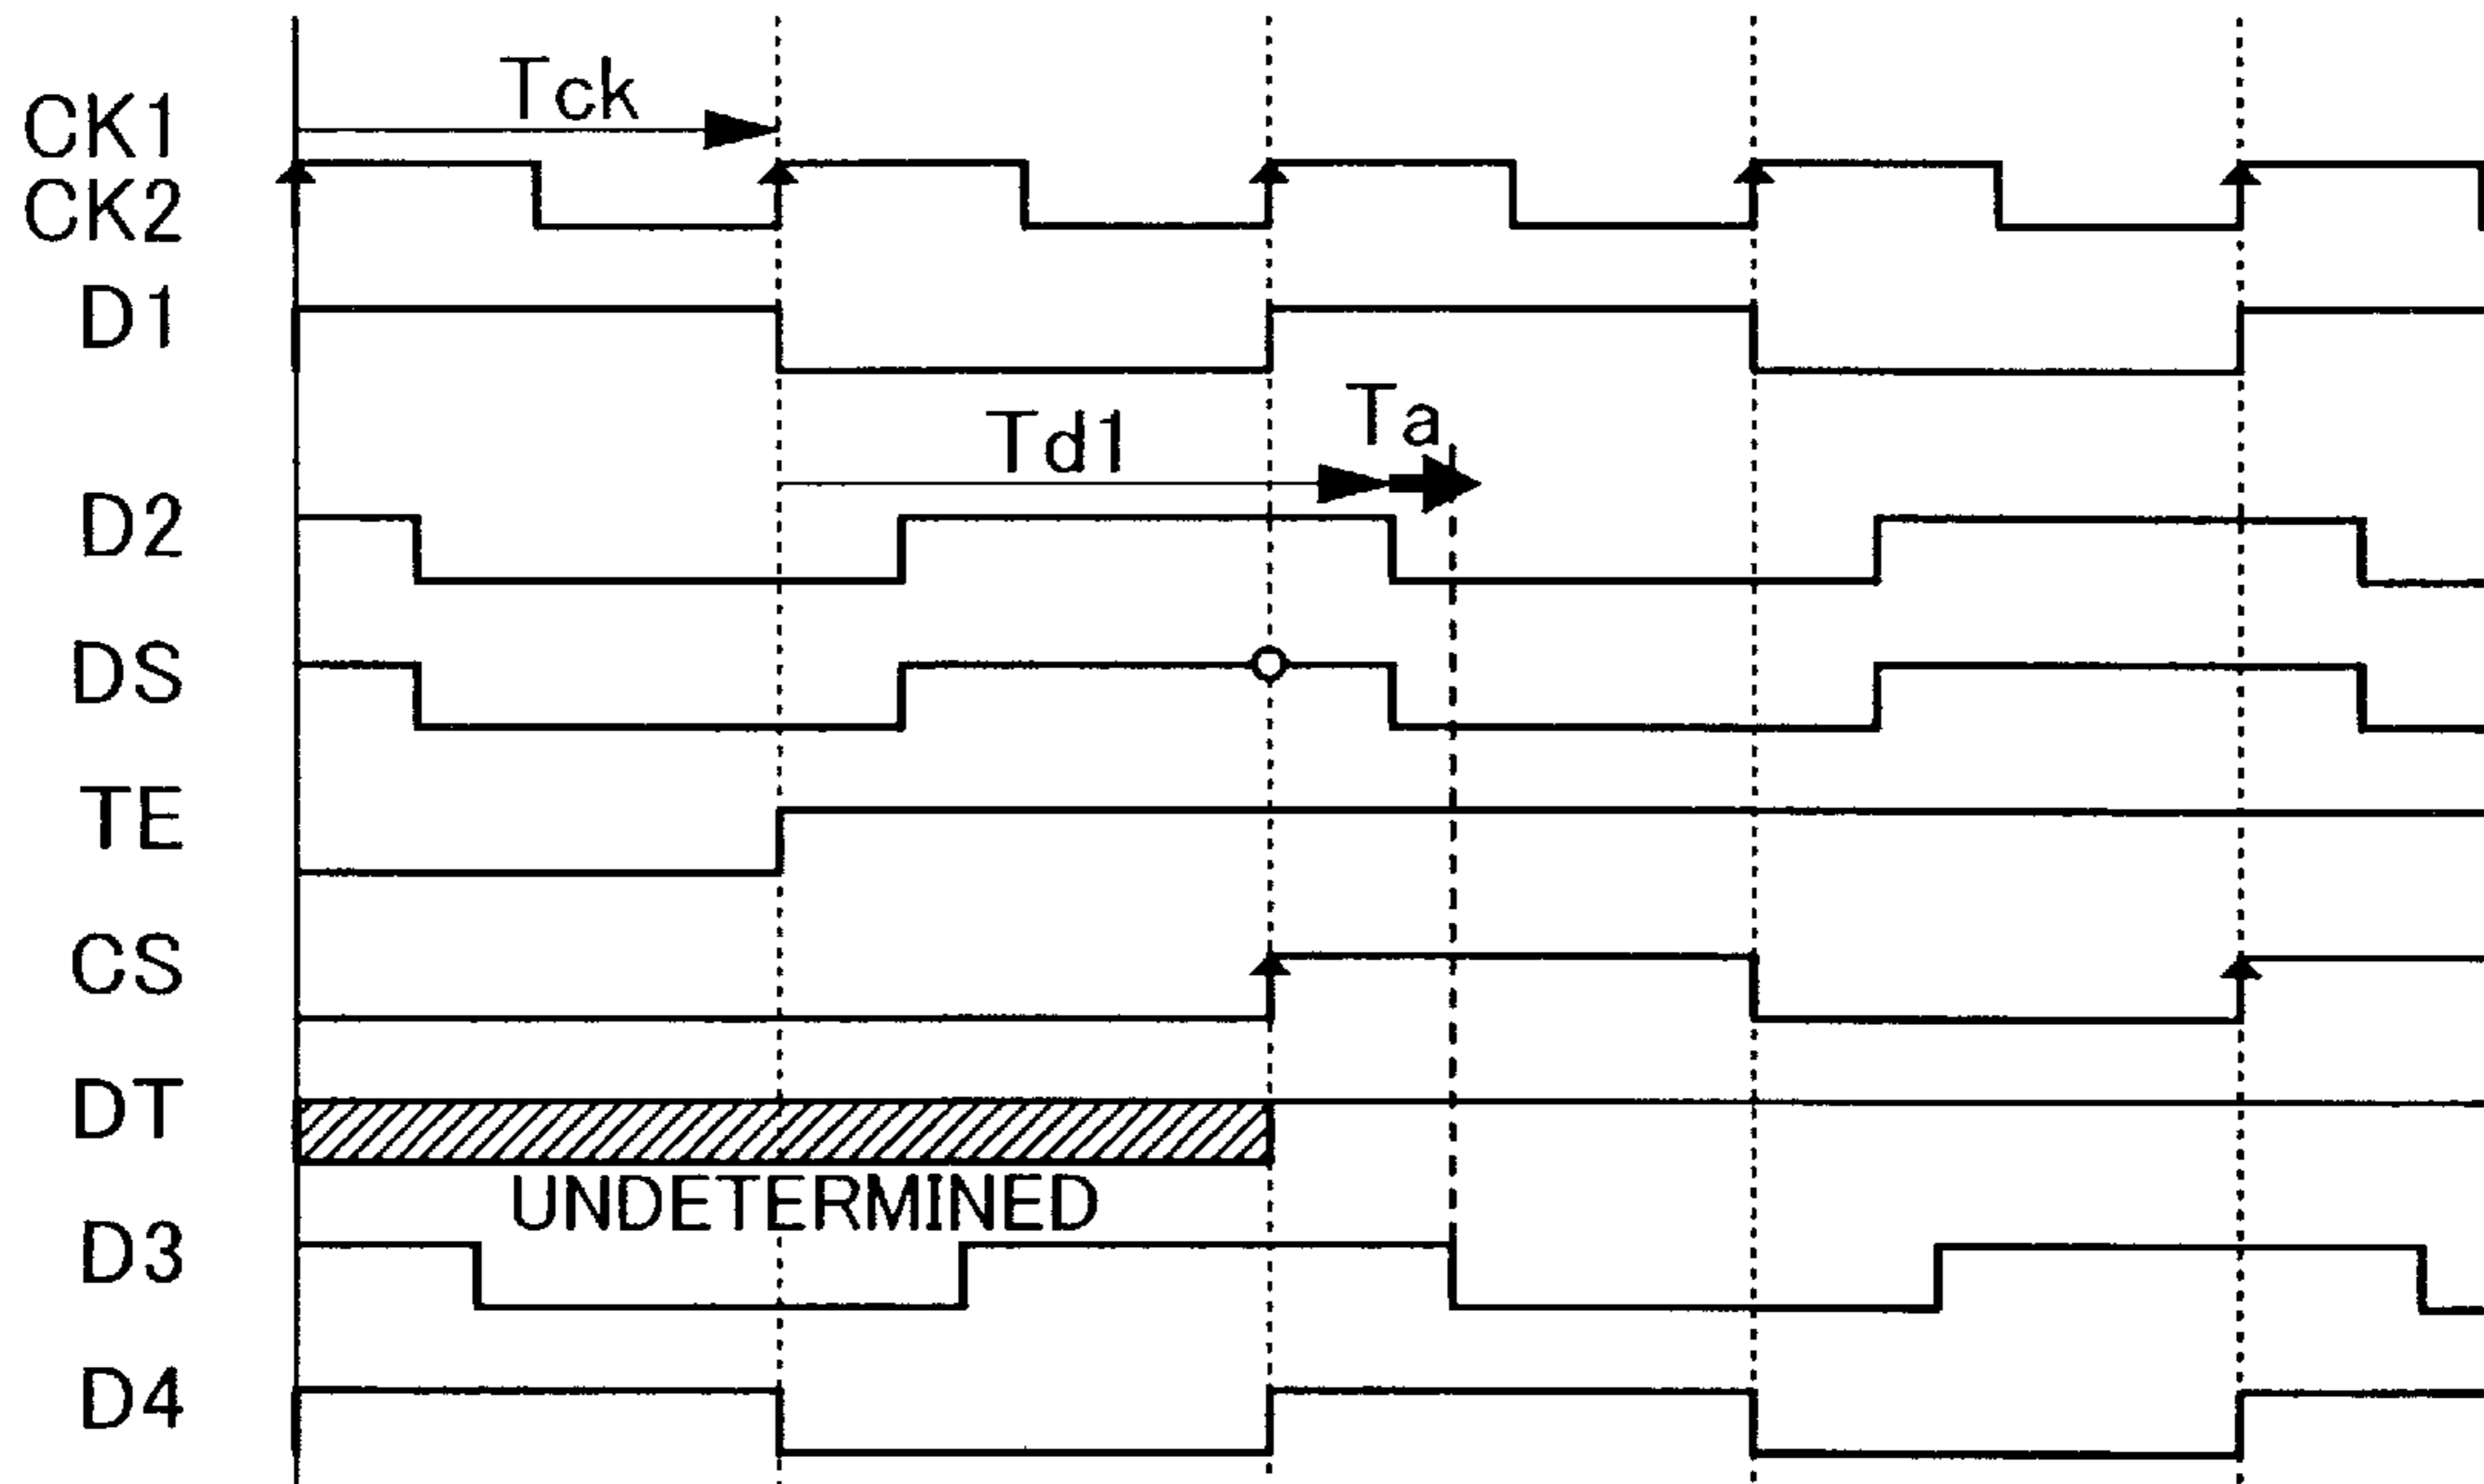 Tck
CK1
CK2
D1
Td1
Ta
D2
DS
TE
CS
DT
UNDETERMINED
D3
D4